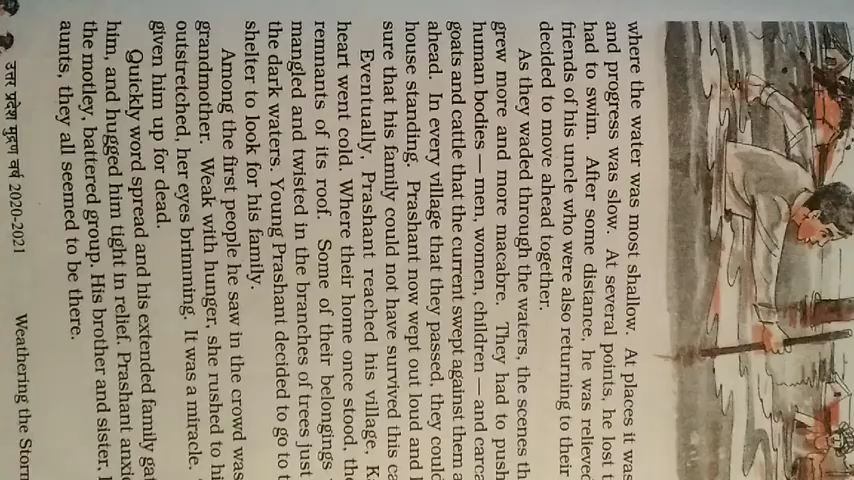 where the water was most shallow. At places it was
and progress was slow. At several points, he lost
had to swim. After some distance, he was relieved
friends of his uncle who were also returning to their
decided to move ahead together.
As they waded through the waters, the scenes
grew more and more macabre. They had to push
human bodies — men, women, children — and
goats and cattle that the current swept against them
ahead. In every village that they passed, they could
house standing. Prashant now wept out loud and
sure that his family could not have survived this
Eventually, Prashant reached his village,
heart went cold. Where their home once stood,
remnants of its roof. Some of their belongings
mangled and twisted in the branches of trees just
the dark waters. Young Prashant decided to go to
shelter to look for his family.
Among the first people he saw in the crowd was
grandmother. Weak with hunger, she rushed to
outstretched, her eyes brimming. It was a miracle.
given him up for dead.
Quickly word spread and his extended family
him, and hugged him tight in relief. Prashant
the motley, battered group. His brother and sister,
aunts, they all seemed to be there.
उत्तर प्रदेश मुद्रण वर्ष 2020-2021
Weathering the Storm